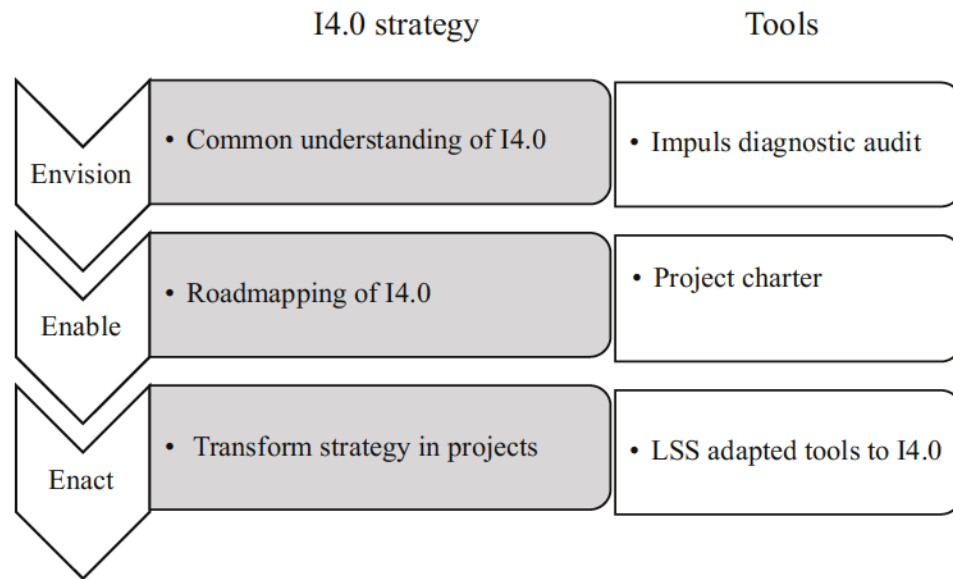 I4.0 strategy Tools
Envision
• Common understanding of I4.0
• Impuls diagnostic audit
Enable
• Roadmapping of I4.0
• Project charter
Enact
• Transform strategy in projects
• LSS adapted tools to I4.0